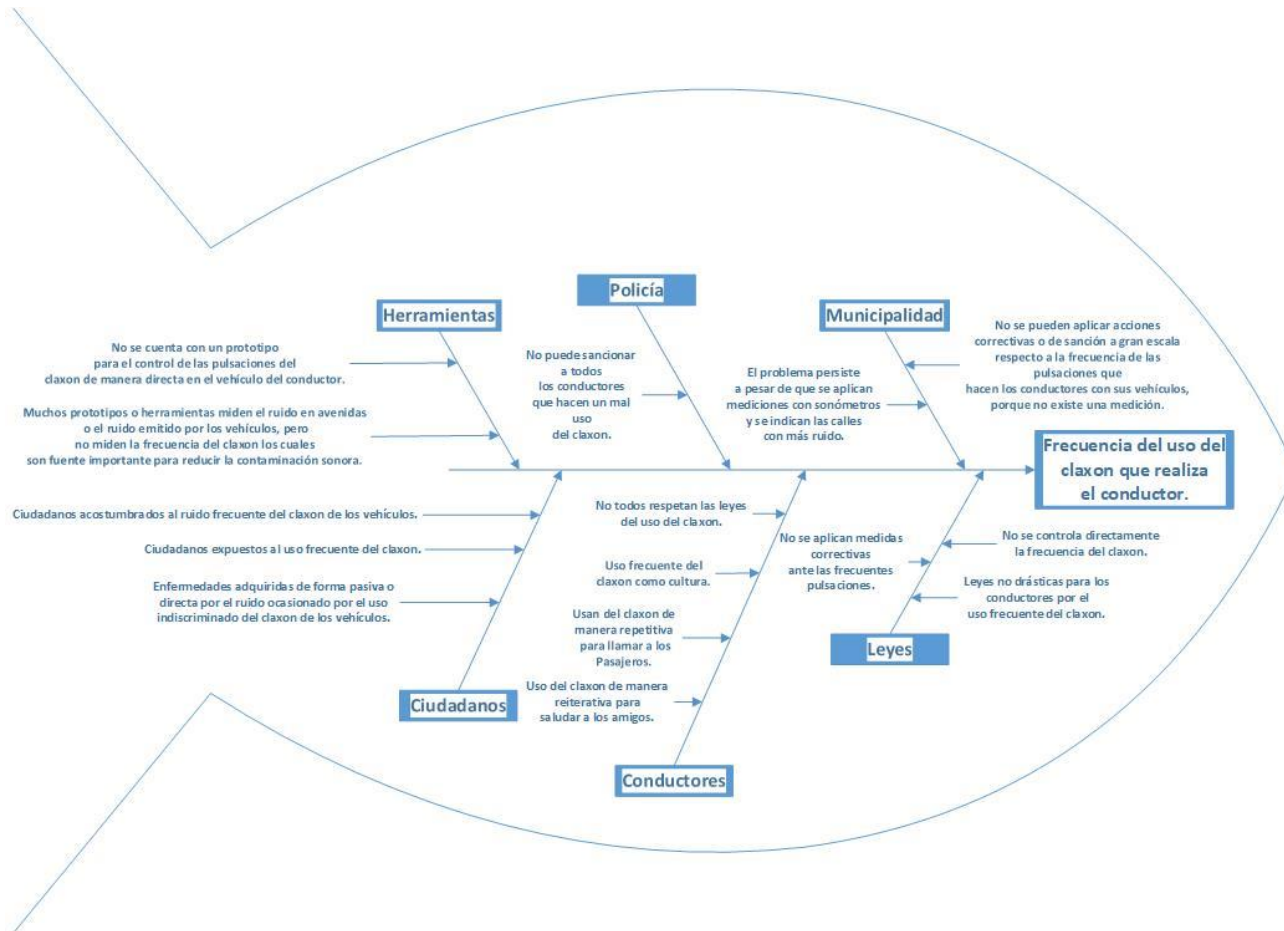 Policía
Herramientas
Municipalidad
No se cuenta con un prototipo
para el control de las pulsaciones del
claxon de manera directa en el vehículo del conductor.
Muchos prototipos o herramientas miden el ruido en avenidas
o el ruido emitido por los vehículos, pero
no miden la frecuencia del claxon los cuales
son fuente importante para reducir la contaminación sonora.
No puede sancionar
a todos
los conductores
que hacen un mal
uso
del claxon.
El problema persiste
a pesar de que se aplican
mediciones con sonómetros
y se indican las calles
con más ruido.
No se pueden aplicar acciones
correctivas o de sanción a gran escala
respecto a la frecuencia de las
pulsaciones que
hacen los conductores con sus vehículos,
porque no existe una medición.
Frecuencia del uso del
claxon que realiza
el conductor.
Ciudadanos acostumbrados al ruido frecuente del claxon de los vehículos.
Ciudadanos expuestos al uso frecuente del claxon.
Enfermedades adquiridas de forma pasiva o
directa por el ruido ocasionado por el uso
indiscriminado del claxon de los vehículos.
Ciudadanos
No todos respetan las leyes
del uso del claxon.
Uso frecuente del
claxon como cultura.
Usan del claxon de
manera repetitiva
para llamar a los
Pasajeros.
Uso del claxon de manera
reiterativa para
saludar a los amigos.
Conductores
No se aplican medidas
correctivas
ante las frecuentes
pulsaciones.
No se controla directamente
la frecuencia del claxon.
Leyes no drásticas para los
conductores por el
uso frecuente del claxon.
Leyes